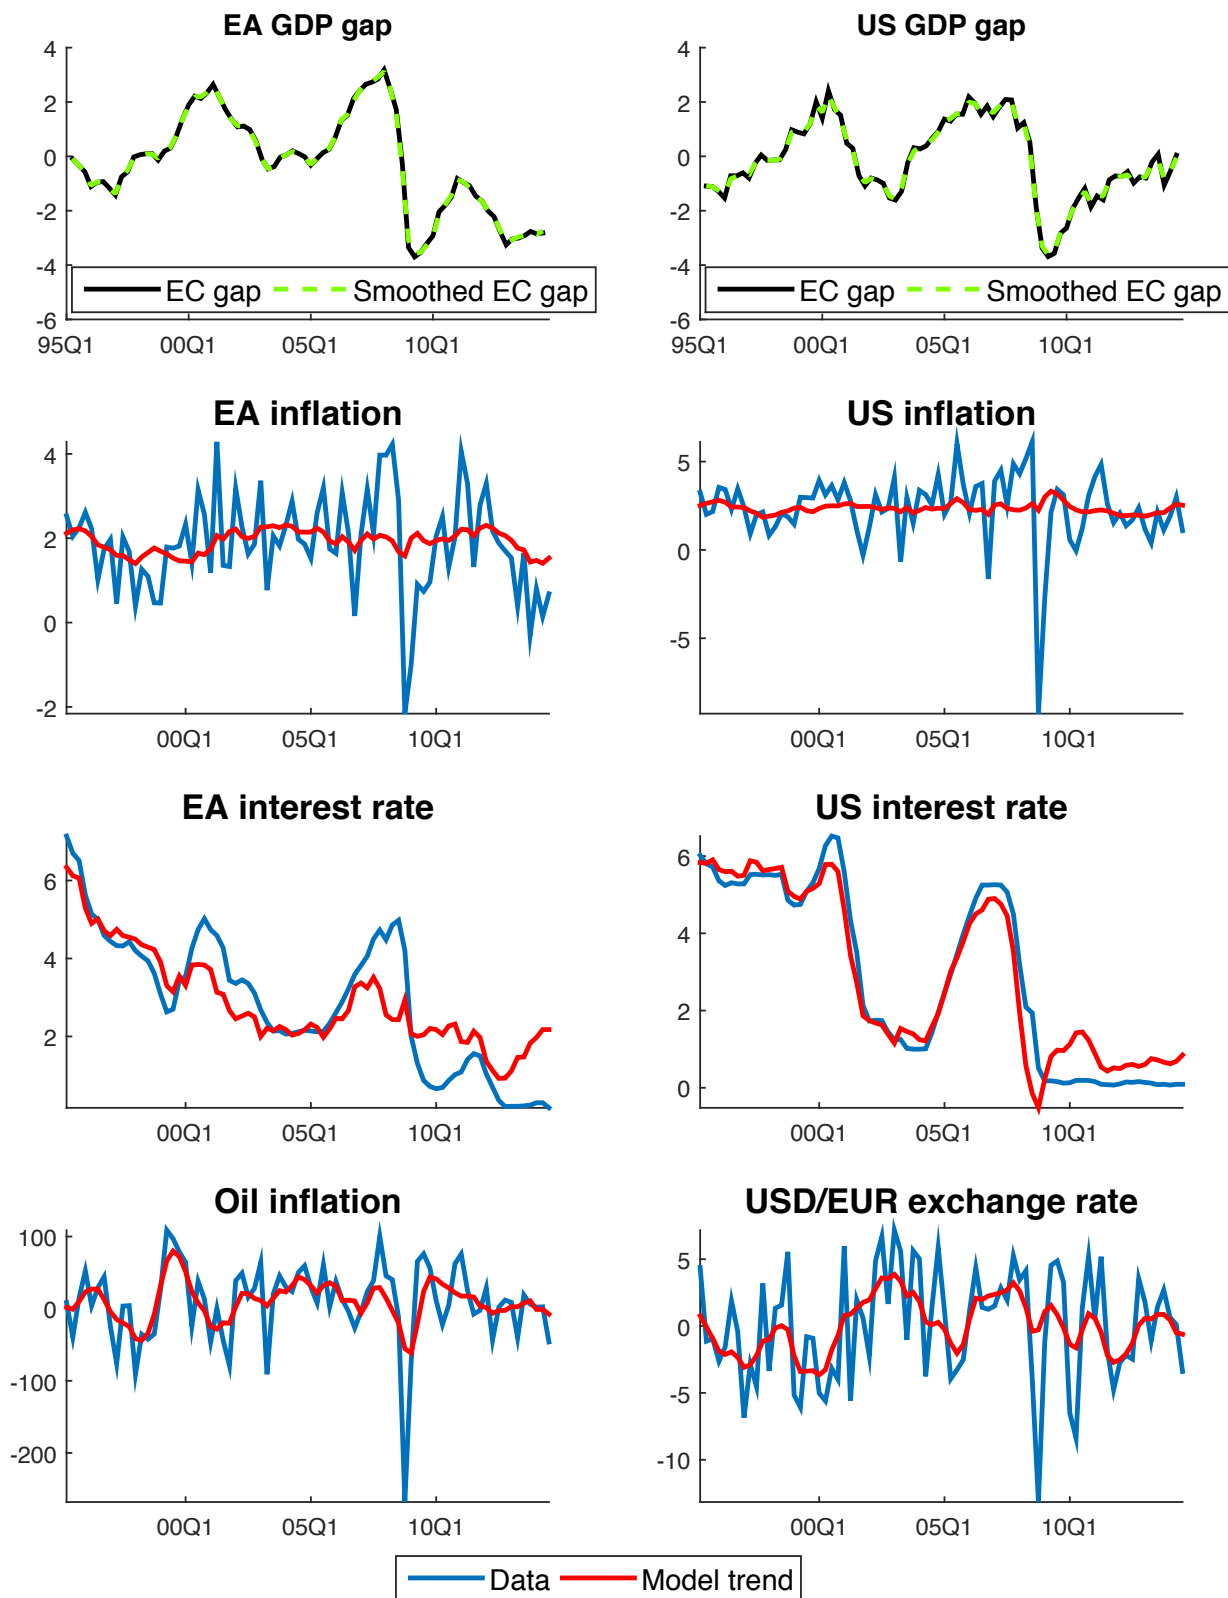 EA GDP gap
US GDP gap
4
2
0
-2
-4
-6
EC gap
Smoothed EC gap
95Q1
00Q1
05Q1
10Q1
4
2
0
-2
-4
-6
EC gap
Smoothed EC gap
95Q1
00Q1
05Q1
10Q1
EA inflation
4
2
0
-2
00Q1
05Q1
10Q1
US inflation
5
0
-5
00Q1
05Q1
10Q1
EA interest rate
6
4
2
00Q1
05Q1
10Q1
US interest rate
6
4
2
0
00Q1
05Q1
10Q1
Oil inflation
100
0
-100
-200
00Q1
05Q1
10Q1
USD/EUR exchange rate
5
0
-5
-10
00Q1
05Q1
10Q1
Data
Model trend